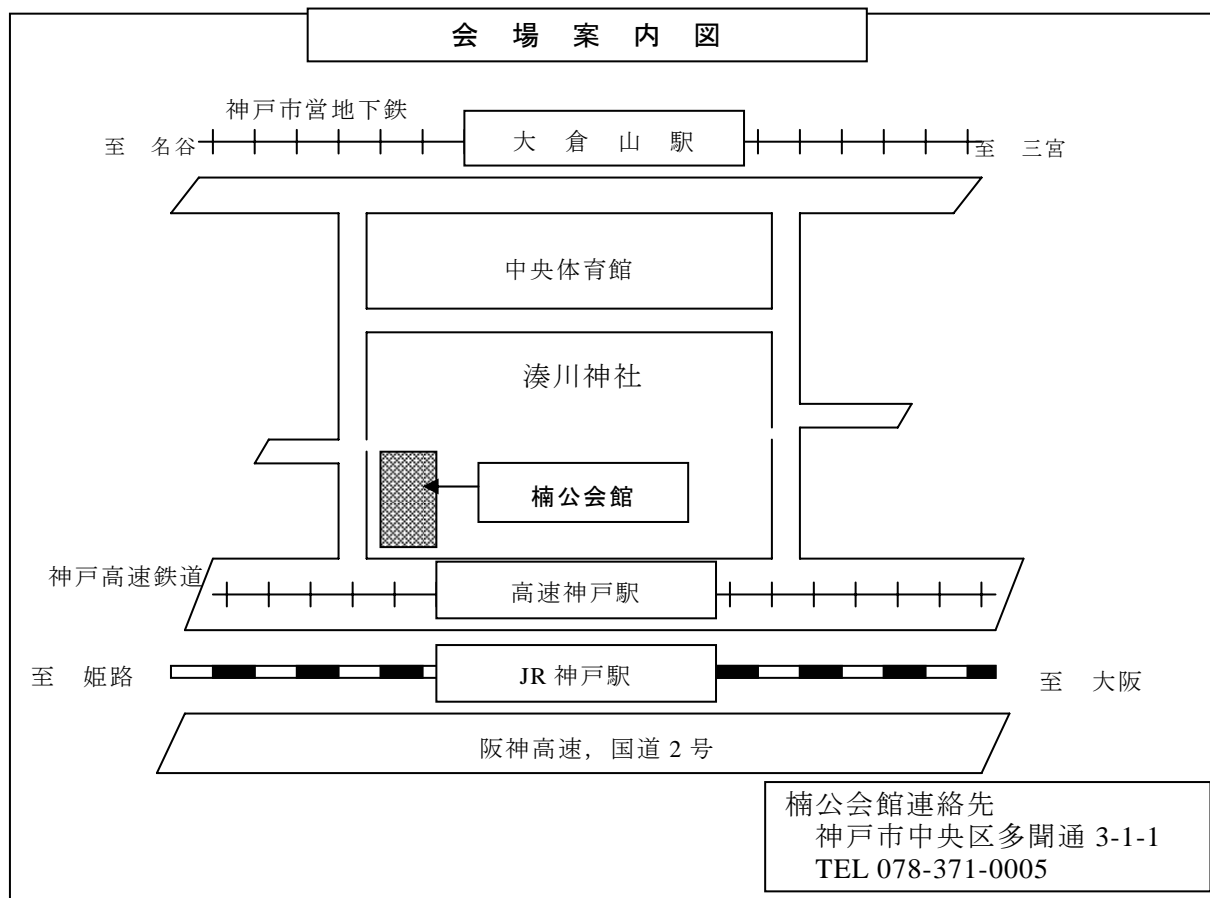 会 場 案 内 図
神戸市営地下鉄
至 名谷
大 倉 山 駅
至 三宮
中央体育館
湊川神社
楠公会館
神戸高速鉄道
高速神戸駅
至 姫路
JR 神戸駅
至 大阪
阪神高速，国道 2 号
楠公会館連絡先
神戸市中央区多聞通 3-1-1
TEL 078-371-0005